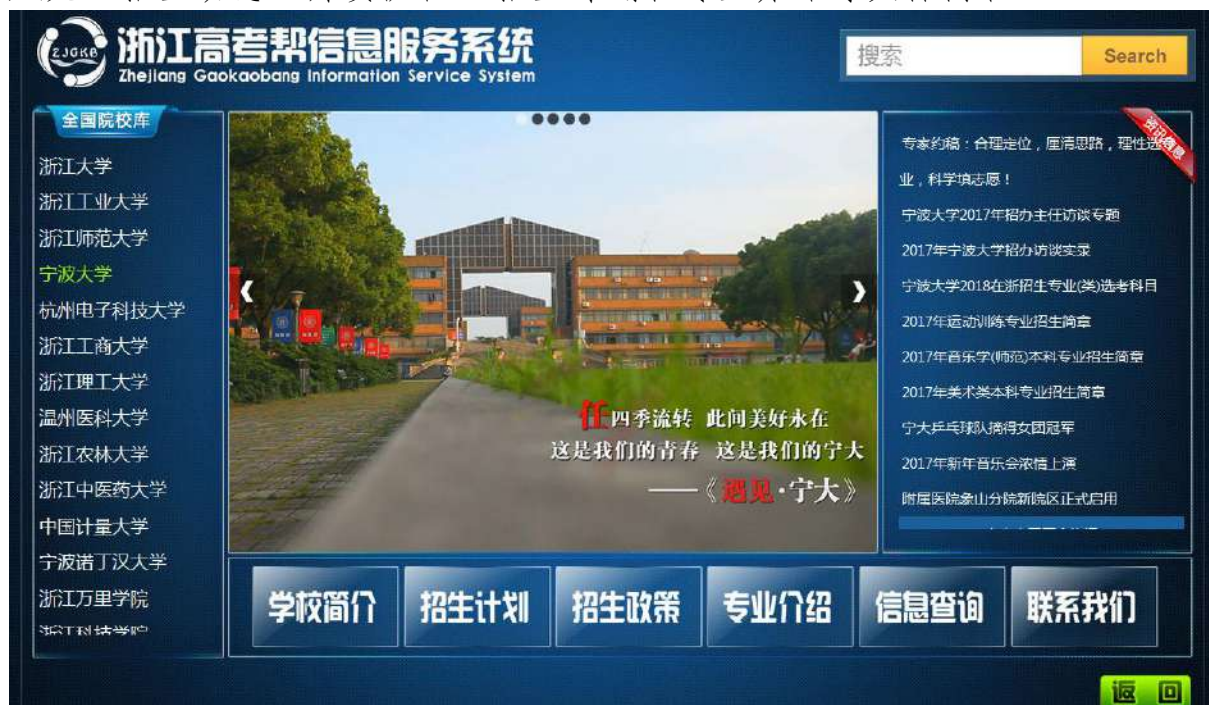 ZJGKB
浙江高考帮信息服务系统
Zhejiang Gaokaobang Information Service System
搜索
Search
全国院校库
浙江大学
浙江工业大学
浙江师范大学
宁波大学
杭州电子科技大学
浙江工商大学
浙江理工大学
温州医科大学
浙江农林大学
浙江中医药大学
中国计量大学
宁波诺丁汉大学
浙江万里学院
浙江科技学院
任四季流转 此间美好永在
这是我们的青春 这是我们的宁大
——《遇见·宁大》
资讯信息
专家约稿：合理定位，厘清思路，理性选
业，科学填志愿！
宁波大学2017年招办主任访谈专题
2017年宁波大学招办访谈实录
宁波大学2018在浙招生专业(类)选考科目
2017年运动训练专业招生简章
2017年音乐学(师范)本科专业招生简章
2017年美术类本科专业招生简章
宁大乒乓球队摘得女团冠军
2017年新年音乐会浓情上演
附属医院象山分院新院区正式启用
学校简介
招生计划
招生政策
专业介绍
信息查询
联系我们
返 回